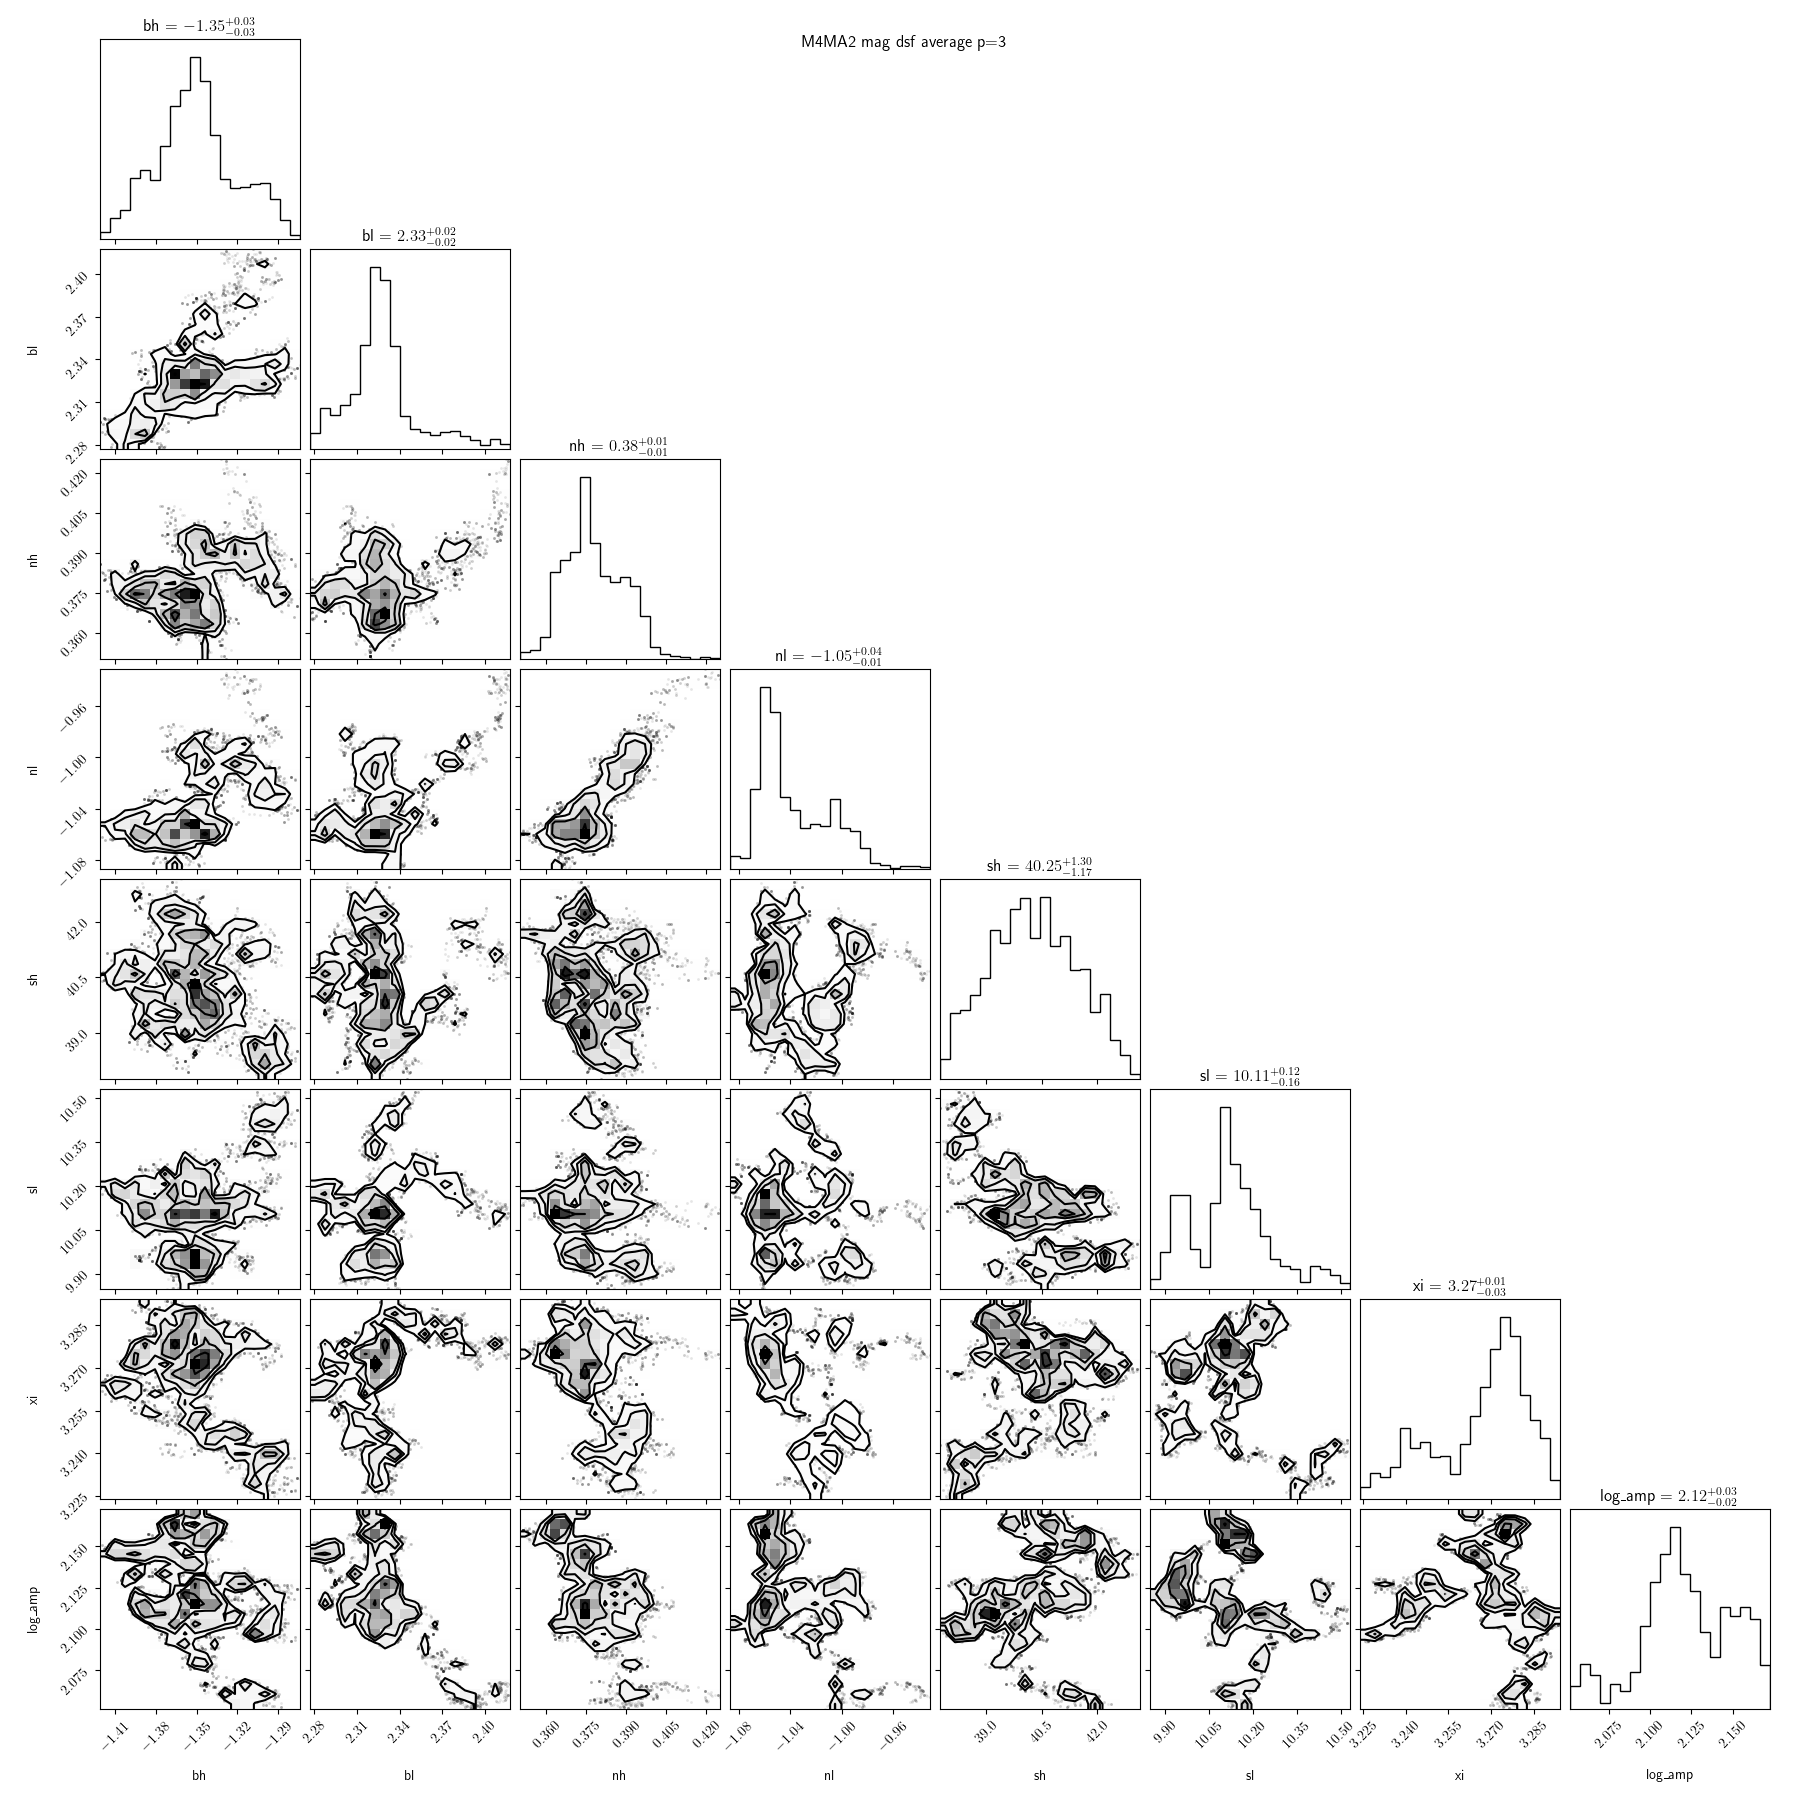 bh = −1.35+0.03−0.03
M4MA2 mag dsf average p=3
bl = 2.33+0.02−0.02
bl
2.40
2.37
2.34
2.31
2.28
nh = 0.38+0.01−0.01
nh
0.420
0.405
0.390
0.375
0.360
nl = −1.05+0.04−0.01
nl
−0.96
−1.00
−1.04
−1.08
sh = 40.25+1.30−1.17
sh
42.0
40.5
39.0
sl = 10.11+0.12−0.16
sl
10.50
10.35
10.20
10.05
9.90
xi = 3.27+0.01−0.03
xi
3.285
3.270
3.255
3.240
3.225
log_amp = 2.12+0.03−0.02
log_amp
2.150
2.125
2.100
2.075
−1.41 −1.38 −1.35 −1.32 −1.29 2.28 2.31 2.34 2.37 2.40 0.360 0.375 0.390 0.405 0.420 −1.08 −1.04 −1.00 −0.96 39.0 40.5 42.0 9.90 10.05 10.20 10.35 10.50 3.225 3.240 3.255 3.270 3.285 2.075 2.100 2.125 2.150
bh bl nh nl sh sl xi log_amp